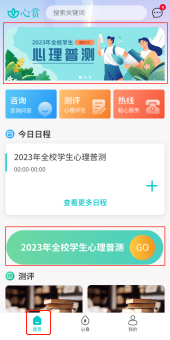 心赏
搜索关键词
2023年全校学生
心理普测
咨询
咨询问答
测评
心理评估
热线
贴心服务
今日日程
2023年全校学生心理普测
00:00-00:00
查看更多日程
2023年全校学生心理普测
GO
测评
首页
心身
我的